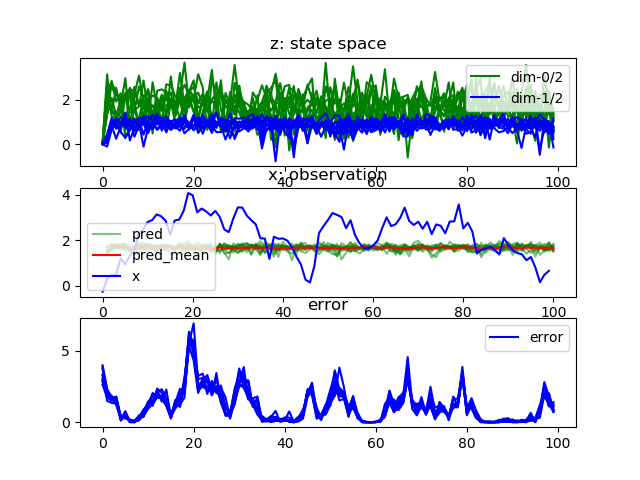 z: state space
2
0
dim-0/2
dim-1/2
0 20 40 60 80 100
x: observation
4
2
0
pred
pred_mean
x
0 20 40 60 80 100
error
5
0
error
0 20 40 60 80 100